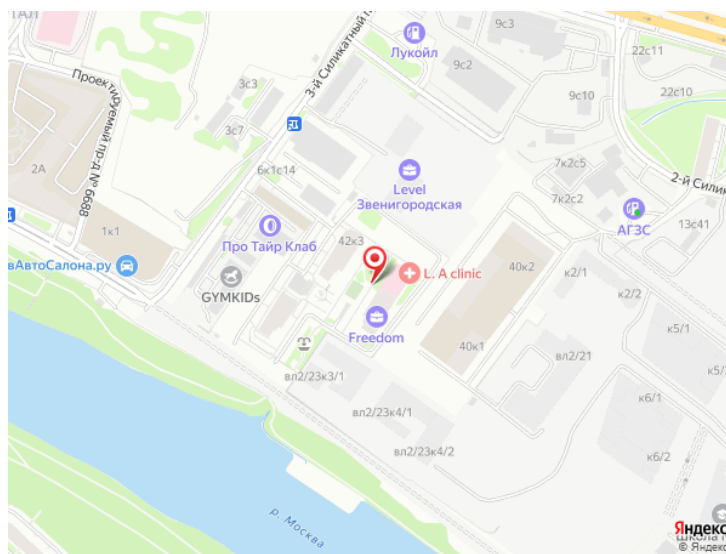 ТАЛ
Проектируемый пр-д № 6688
2А
1к1
вАвтоСалона.ру
3с3
3с7
6к1с14
Лукойл
9с3
9с2
9с10
22с11
22с10
7к2с5
7к2с2
АГЗС
13с41
Level
Звенигородская
Про Тайр Клаб
42к3
GYMKIDs
L. A clinic
Freedom
40к2
40к1
к2/1
к2/2
к5/1
к5/2
к6/1
к6/2
вл2/21
вл2/23к3/1
вл2/23к4/1
вл2/23к4/2
р. Москва
Яндекс
© Яндекс